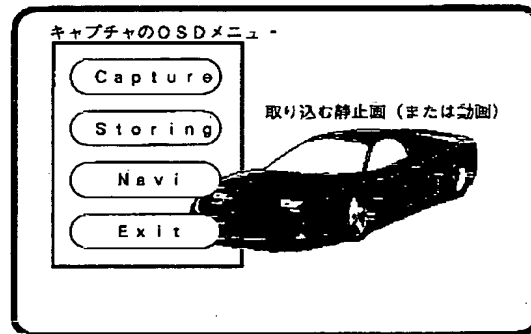 キャプチャのOSDメニュー
Capture
Storing
Navi
Exit
取り込む静止画（または動画）